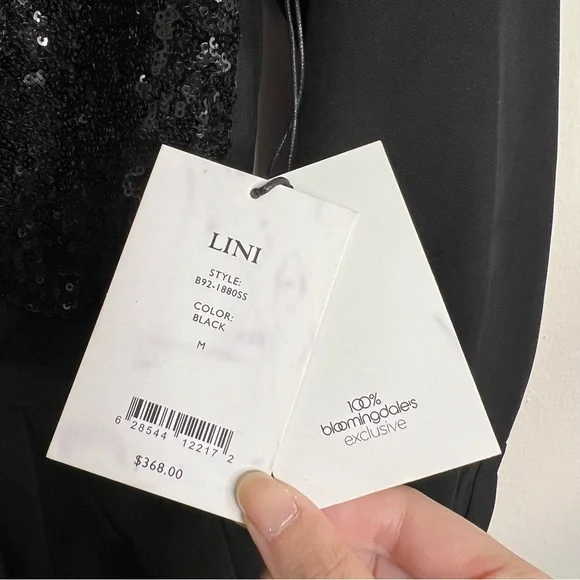 LINI
STYLE:
B92-1880SS
COLOR:
BLACK
M
6 28544 12217 2
$368.00
100%
bloomingdale's
exclusive